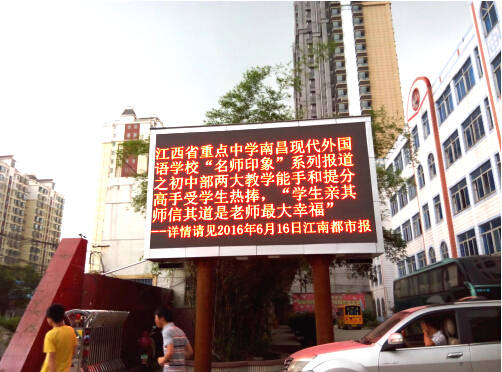 江西省重点中学南昌现代外国
语学校“名师印象”系列报道
之初中部两大教学能手和提分
高手受学生热捧，“学生亲其
师信其道是老师最大幸福”
——详情请见2016年6月16日江南都市报